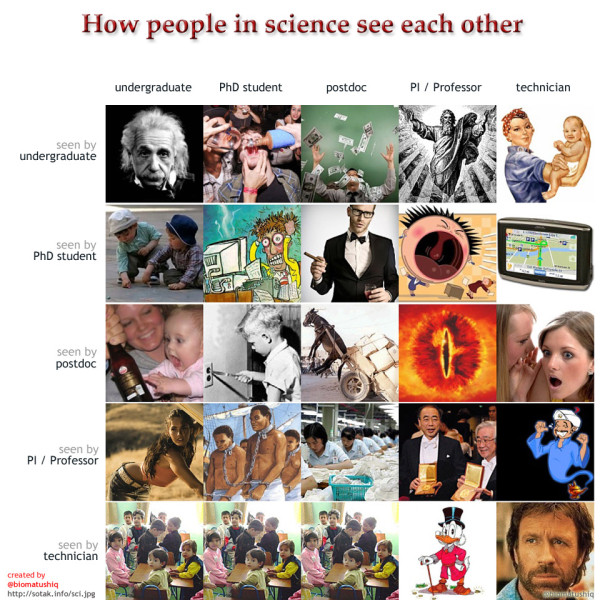 How people in science see each other
undergraduate PhD student postdoc PI / Professor technician
seen by
undergraduate
seen by
PhD student
seen by
postdoc
seen by
PI / Professor
seen by
technician
created by
@biomatushiq
http://sotak.info/sci.jpg
@biomatushiq